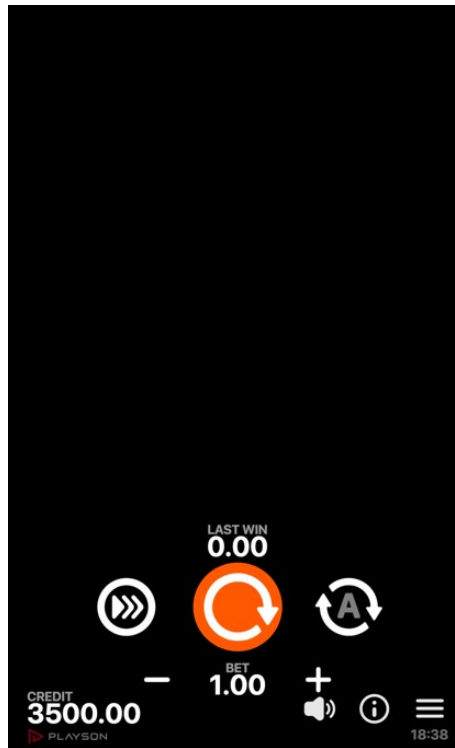 LAST WIN
0.00
A
BET
1.00
CREDIT
3500.00
PLAYSON
18:38